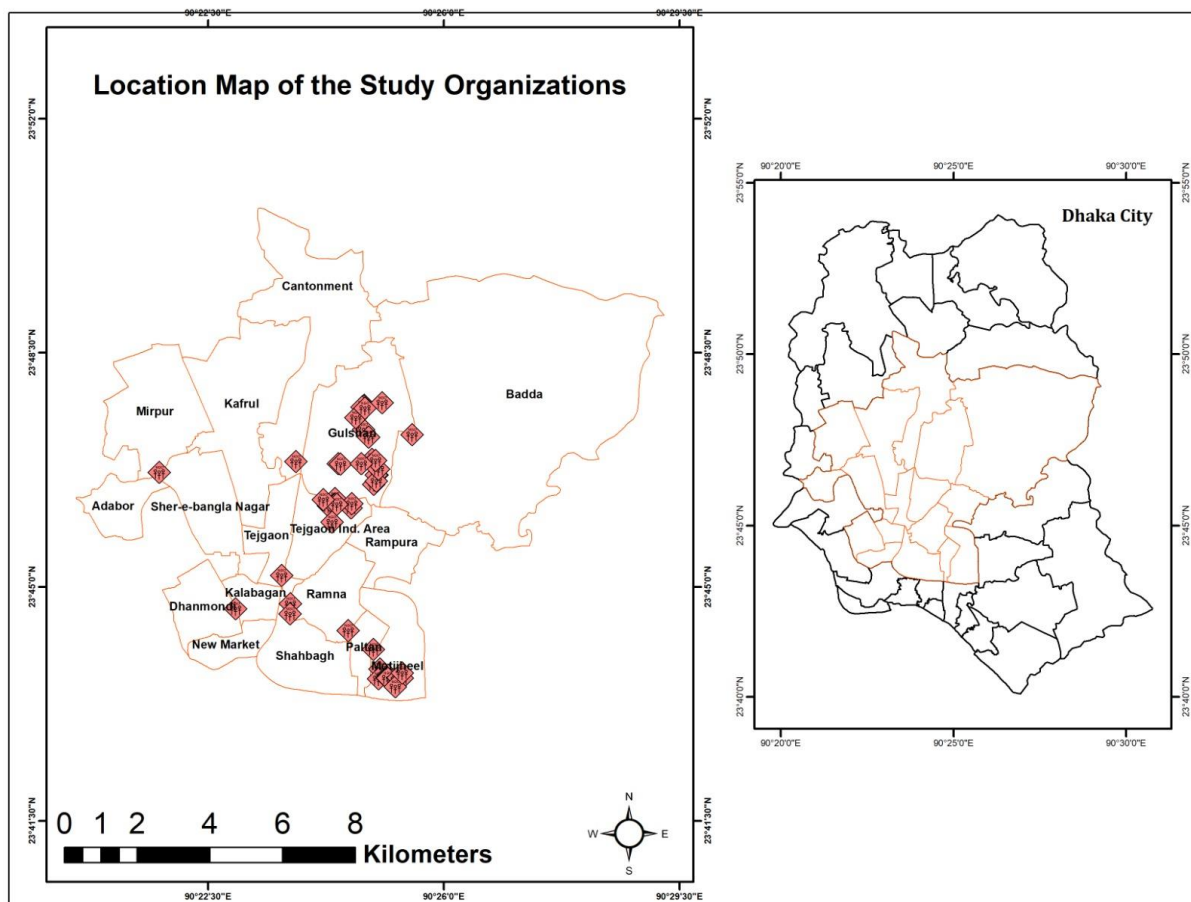 90°22'30"E
90°26'0"E
90°29'30"E
Location Map of the Study Organizations
23°52'0"N
23°52'0"N
23°48'30"N
23°48'30"N
23°45'0"N
23°45'0"N
23°41'30"N
23°41'30"N
Cantonment
Badda
Kafrul
Mirpur
Gulshan
Adabor
Sher-e-bangla Nagar
Tejgaon
Tejgaon Ind. Area
Rampura
Kalabagan
Ramna
Dhanmondi
New Market
Shahbagh
Paltan
Motijheel
0 1 2 4 6 8
Kilometers
N
W
E
S
90°22'30"E
90°26'0"E
90°29'30"E
90°20'0"E
90°25'0"E
90°30'0"E
Dhaka City
23°55'0"N
23°55'0"N
23°50'0"N
23°50'0"N
23°45'0"N
23°45'0"N
23°40'0"N
23°40'0"N
90°20'0"E
90°25'0"E
90°30'0"E